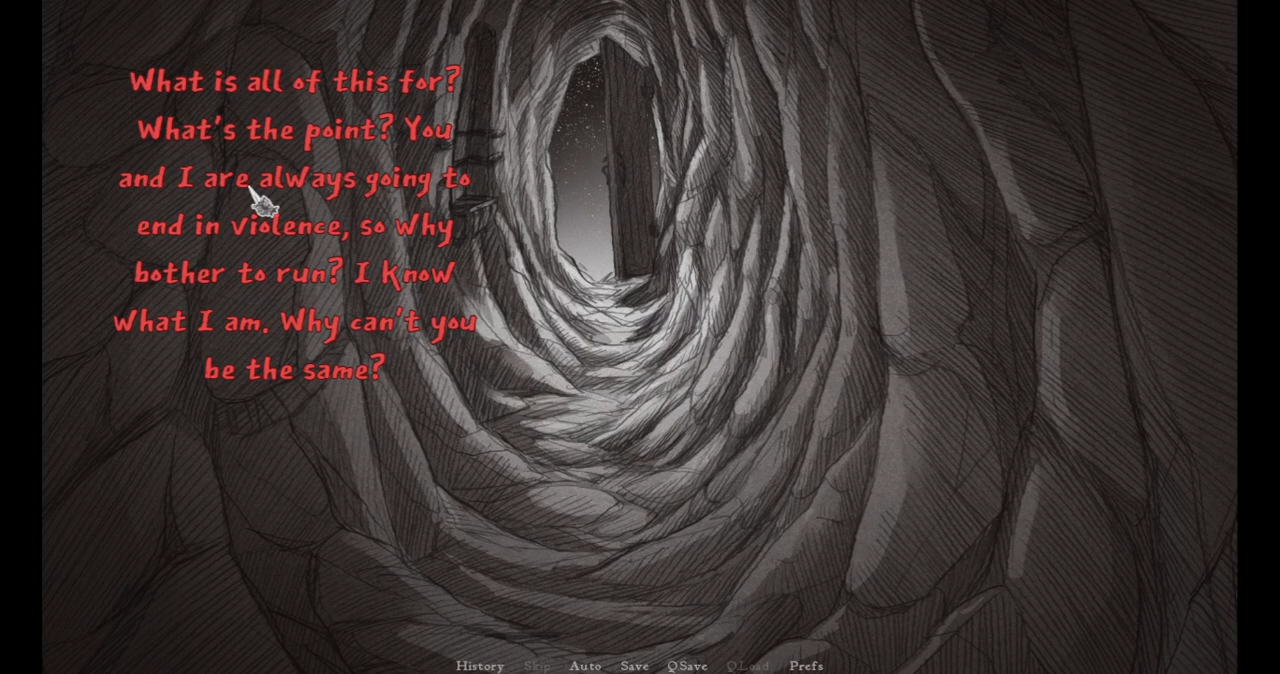 What is all of this for?
What's the point? You
and I are always going to
end in violence, so why
bother to run? I know
what I am. Why can't you
be the same?
History Skip Auto Save Q.Save Q.Load Prefs